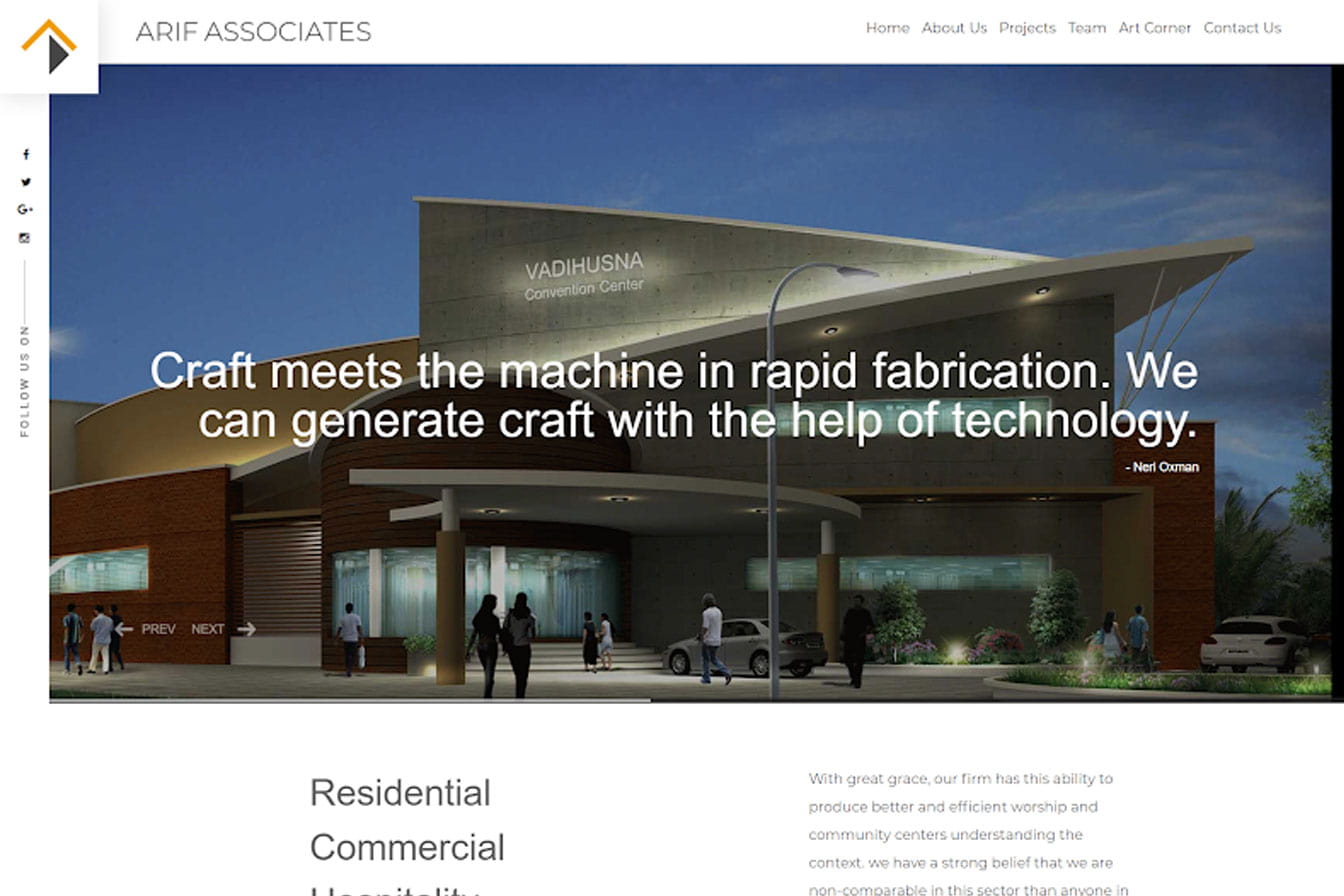 ARIF ASSOCIATES
Home About Us Projects Team Art Corner Contact Us
FOLLOW US ON
VADIHUSNA
Convention Center
Craft meets the machine in rapid fabrication. We
can generate craft with the help of technology.
- Neri Oxman
PREV NEXT
Residential
Commercial
Hospitality
With great grace, our firm has this ability to
produce better and efficient worship and
community centers understanding the
context. we have a strong belief that we are
non-comparable in this sector than anyone in